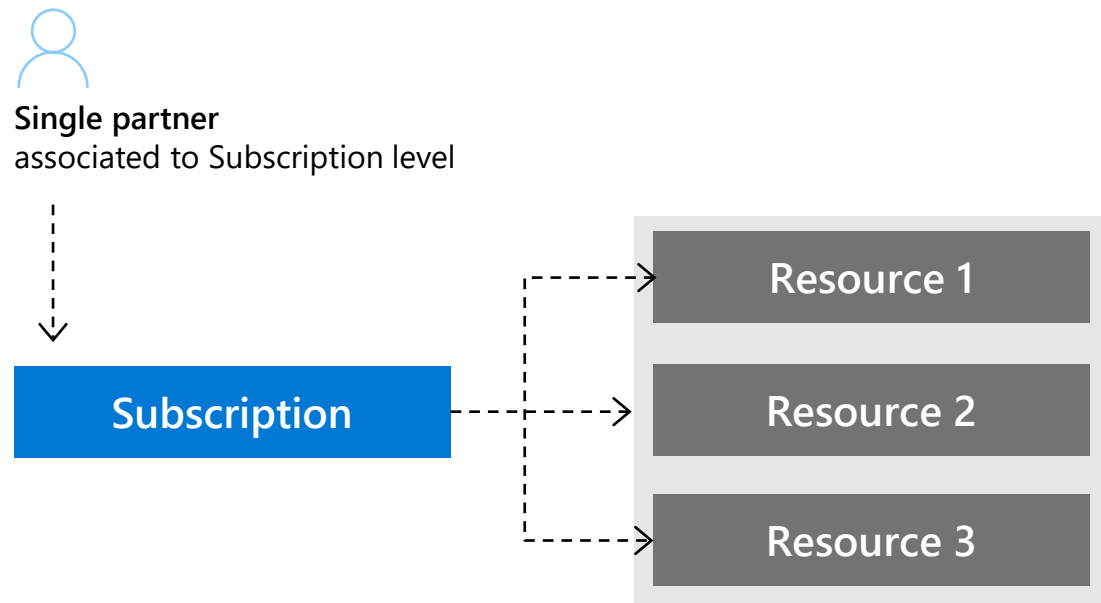 Single partner
associated to Subscription level
Subscription
Resource 1
Resource 2
Resource 3